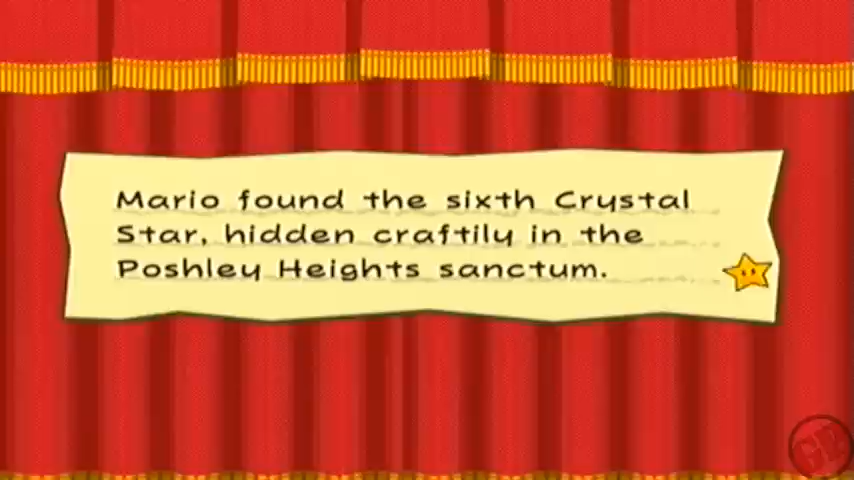 Mario found the sixth Crystal
Star, hidden craftily in the
Poshley Heights sanctum.